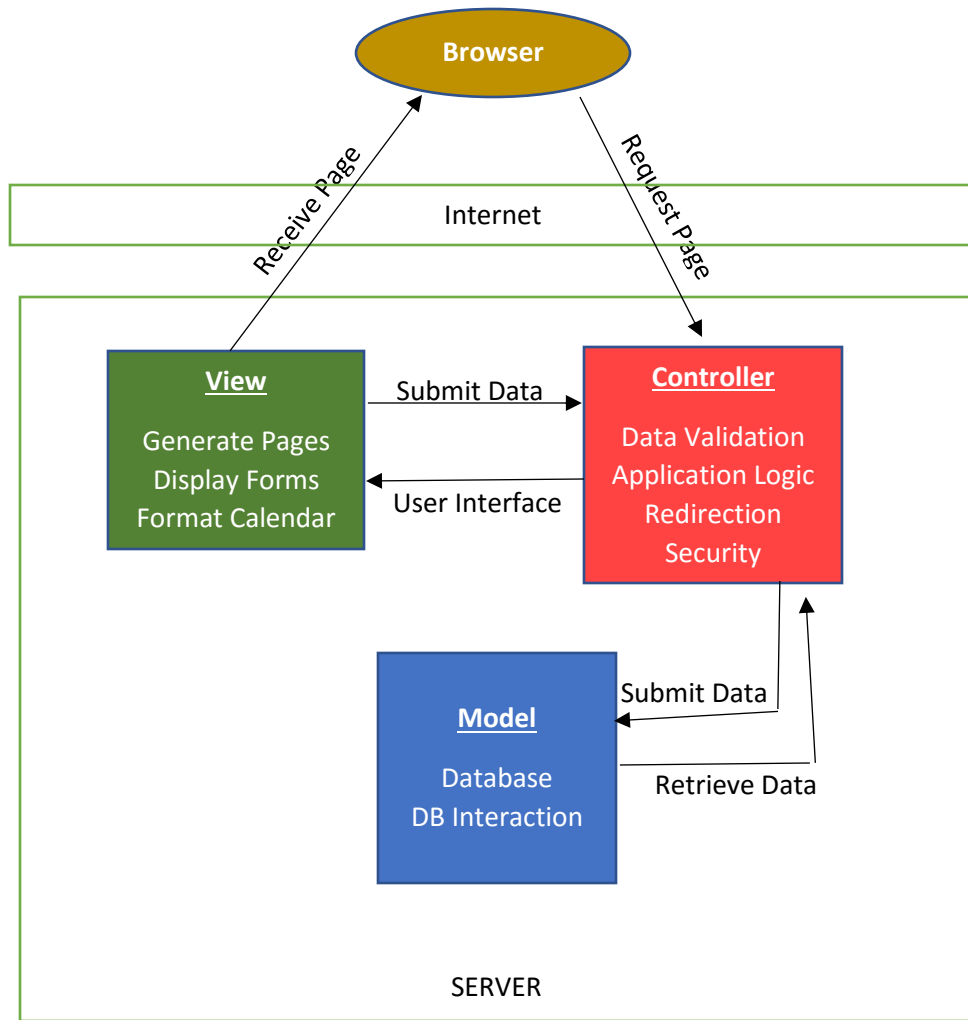 Browser
Receive Page
Request Page
Internet
View
Generate Pages
Display Forms
Format Calendar
Submit Data
User Interface
Controller
Data Validation
Application Logic
Redirection
Security
Submit Data
Model
Database
DB Interaction
Retrieve Data
SERVER